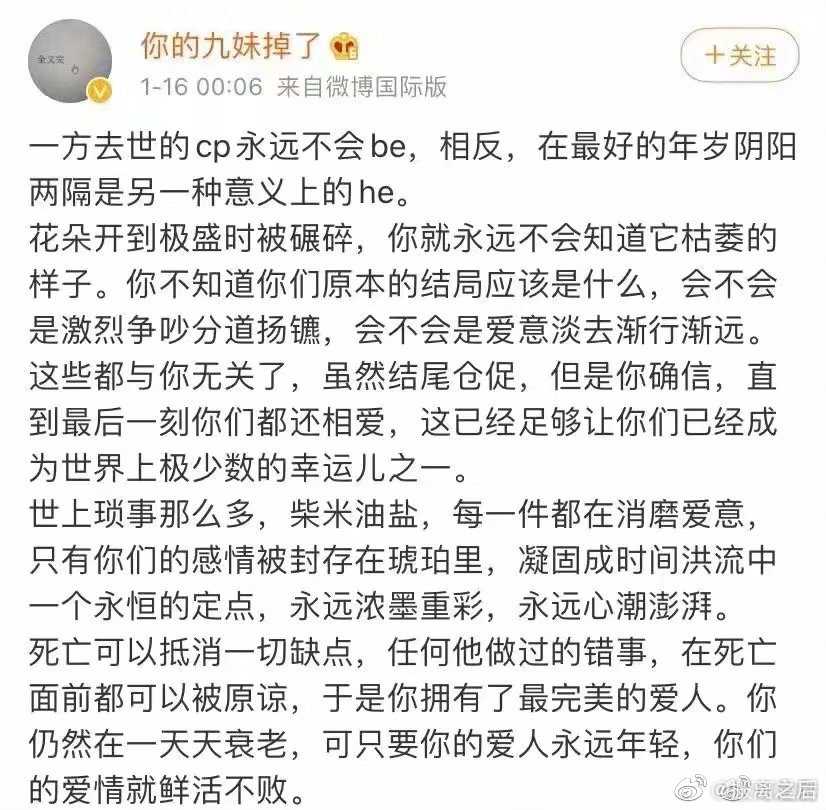 你的九妹掉了
+关注
1-16 00:06 来自微博国际版
一方去世的cp永远不会be，相反，在最好的年岁阴阳
两隔是另一种意义上的he。
花朵开到极盛时被碾碎，你就永远不会知道它枯萎的
样子。你不知道你们原本的结局应该是什么，会不会
是激烈争吵分道扬镳，会不会是爱意淡去渐行渐远。
这些都与你无关了，虽然结尾仓促，但是你确信，直
到最后一刻你们都还相爱，这已经足够让你们已经成
为世界上极少数的幸运儿之一。
世上琐事那么多，柴米油盐，每一件都在消磨爱意，
只有你们的感情被封存在琥珀里，凝固成时间洪流中
一个永恒的定点，永远浓墨重彩，永远心潮澎湃。
死亡可以抵消一切缺点，任何他做过的错事，在死亡
面前都可以被原谅，于是你拥有了最完美的爱人。你
仍然在一天天衰老，可只要你的爱人永远年轻，你们
的爱情就鲜活不败。